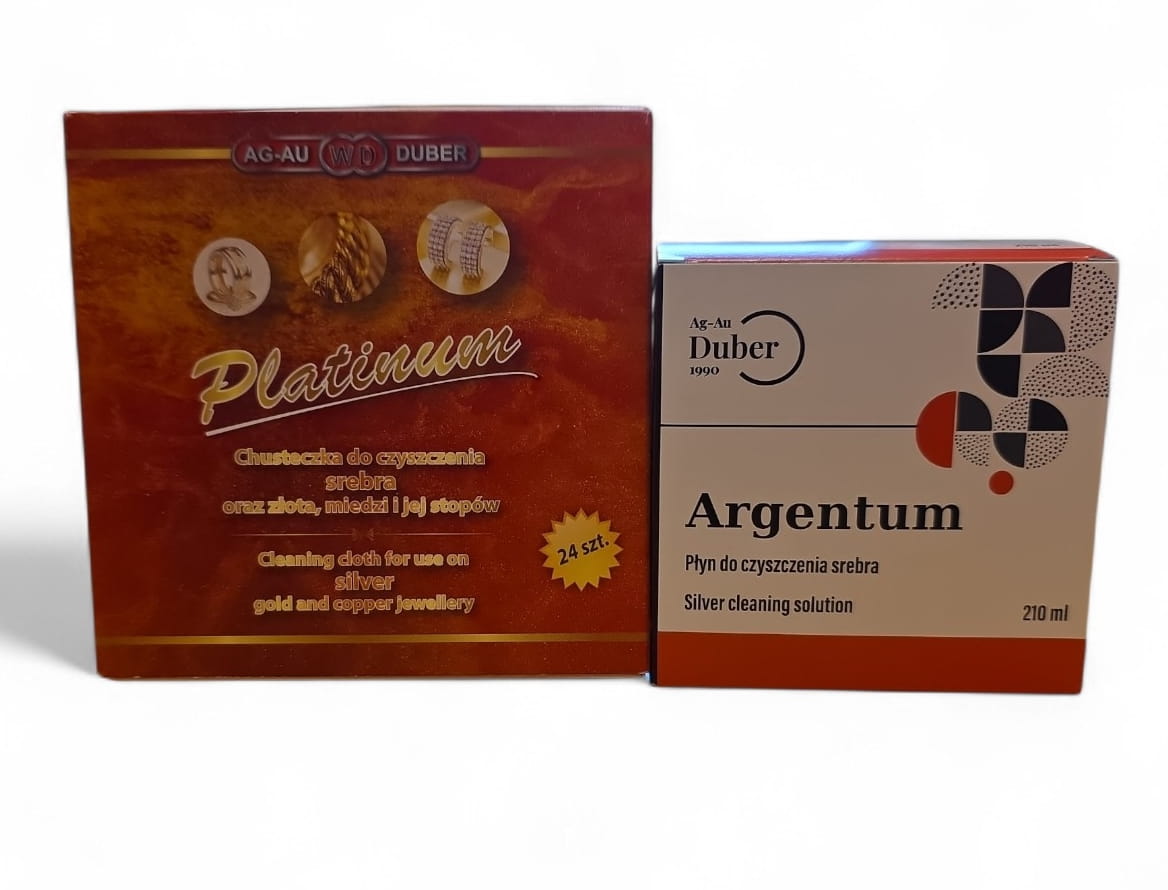 AG-AU WD DUBER
Platinum
Chusteczka do czyszczenia
srebra
oraz złota, miedzi i jej stopów
Cleaning cloth for use on
silver
gold and copper jewellery
24 szt.
Ag-Au
Duber
1990
Argentum
Płyn do czyszczenia srebra
Silver cleaning solution
210 ml